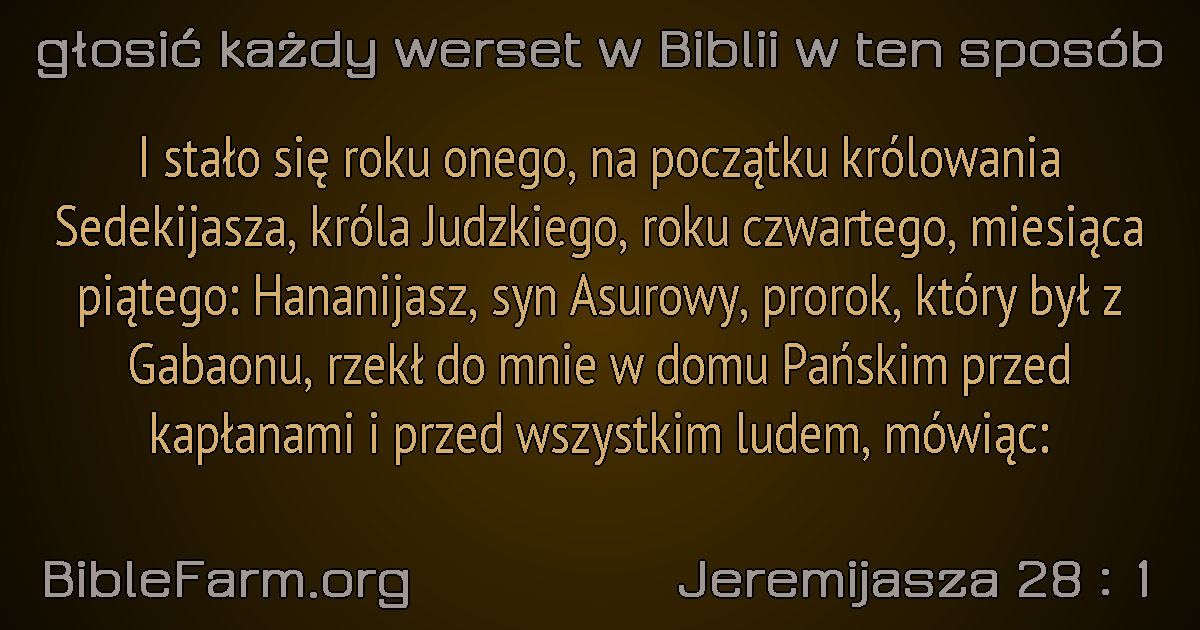 głosić każdy werset w Biblii w ten sposób
I stało się roku onego, na początku królowania
Sedekijasza, króla Judzkiego, roku czwartego, miesiąca
piątego: Hananijasz, syn Asurowy, prorok, który był z
Gabaonu, rzekł do mnie w domu Pańskim przed
kapłanami i przed wszystkim ludem, mówiąc:
BibleFarm.org
Jeremijasza 28 : 1